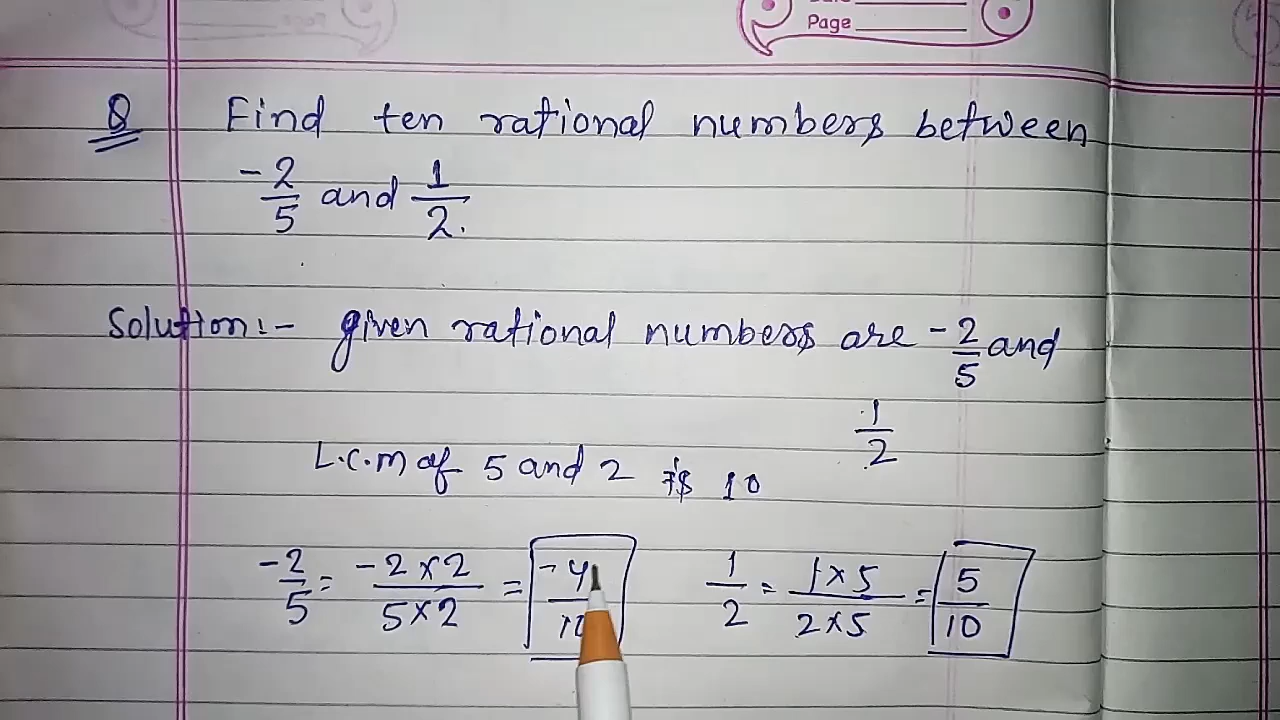 Page
Q Find ten rational numbers between
-2/5 and 1/2.
Solution:- given rational numbers are -2/5 and
1/2
L.C.M of 5 and 2 is 10
-2/5 = -2×2/5×2 = -4/10 1/2 = 1×5/2×5 = 5/10